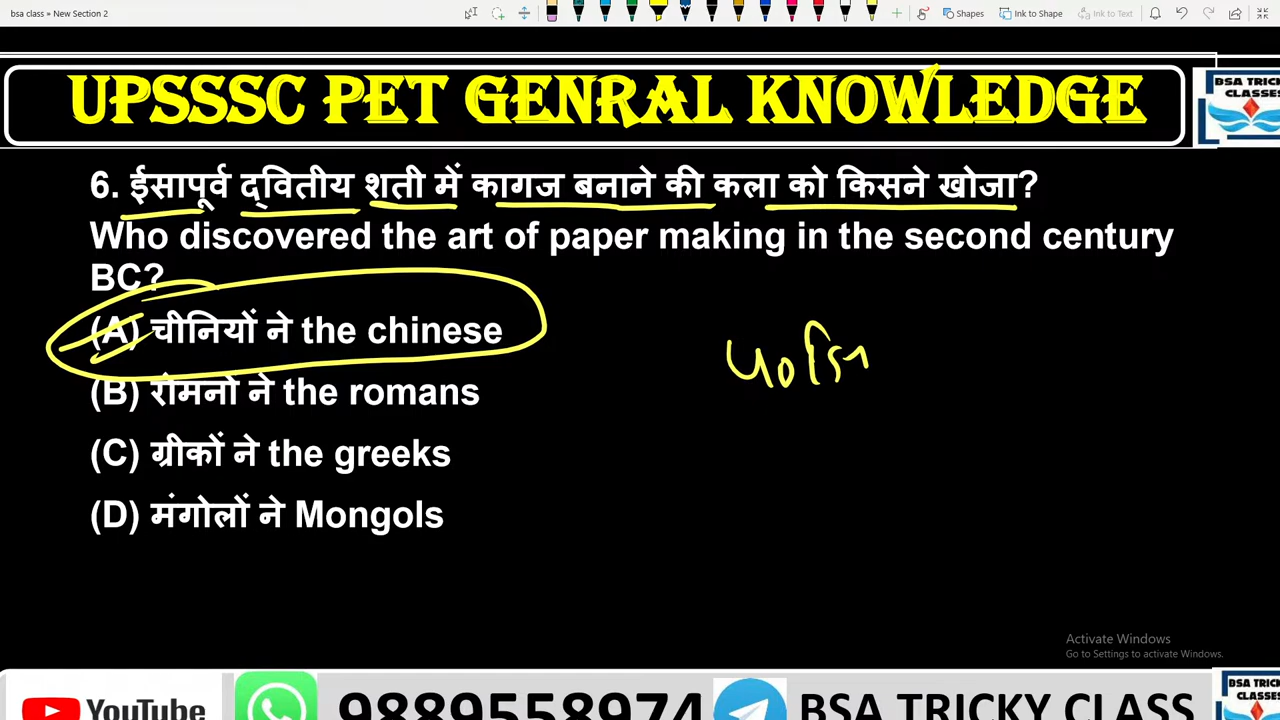 bsa class » New Section 2
Shapes
Ink to Shape
Ink to Text
UPSSSC PET GENRAL KNOWLEDGE
BSA TRICKY
CLASSES
6. ईसापूर्व द्वितीय शती में कागज बनाने की कला को किसने खोजा?
Who discovered the art of paper making in the second century
BC?
(A) चीनियों ने the chinese
(B) रोमनो ने the romans
(C) ग्रीकों ने the greeks
(D) मंगोलों ने Mongols
Activate Windows
Go to Settings to activate Windows.
YouTube
9889558974
BSA TRICKY CLASS
BSA TRICKY
CLASSES